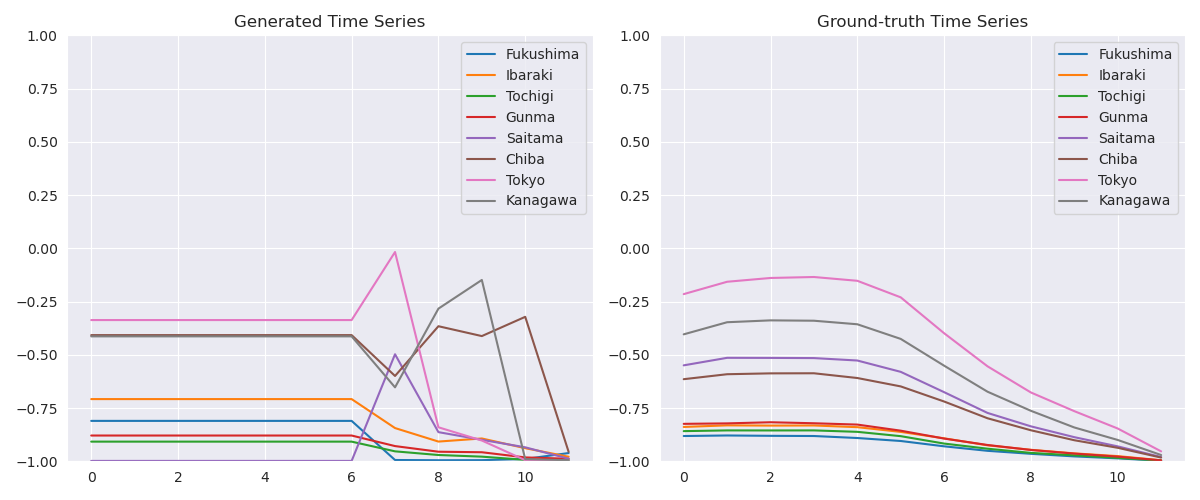 Generated Time Series
1.00
0.75
0.50
0.25
0.00
−0.25
−0.50
−0.75
−1.00
0 2 4 6 8 10
Fukushima
Ibaraki
Tochigi
Gunma
Saitama
Chiba
Tokyo
Kanagawa
Ground-truth Time Series
1.00
0.75
0.50
0.25
0.00
−0.25
−0.50
−0.75
−1.00
0 2 4 6 8 10
Fukushima
Ibaraki
Tochigi
Gunma
Saitama
Chiba
Tokyo
Kanagawa